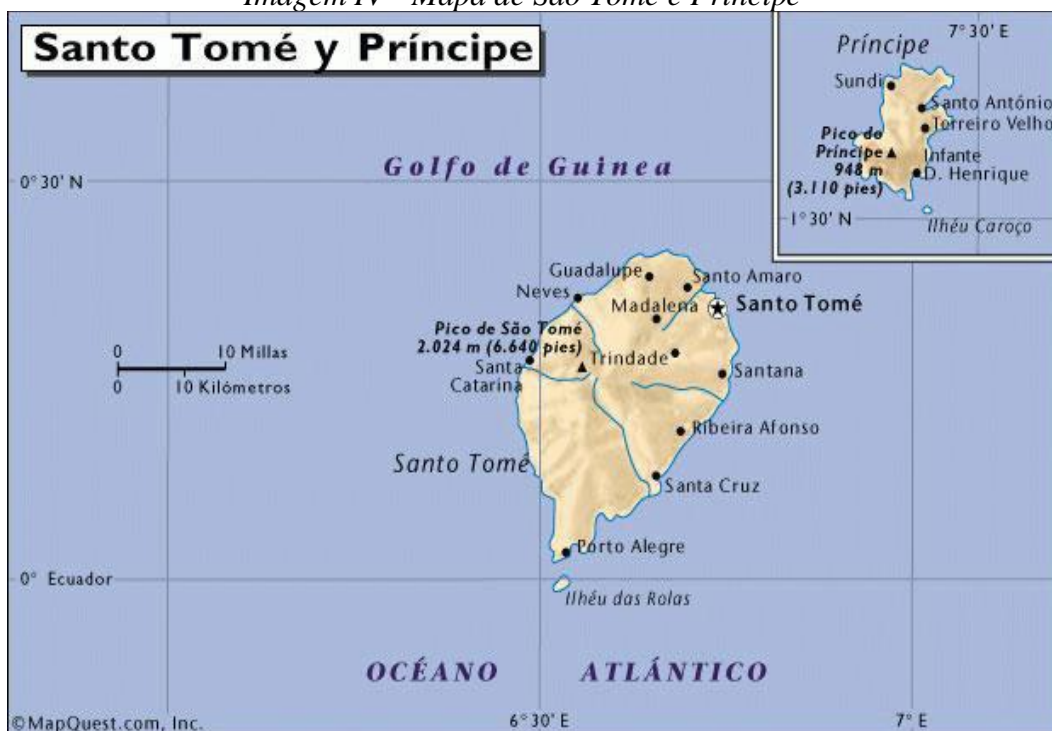 Imagem IV - Mapa de São Tomé e Príncipe
Santo Tomé y Príncipe
7° 30' E
Príncipe
Sundi
Santo António
Terreiro Velho
Pico do
Príncipe
948 m
(3.110 pies)
Infante
D. Henrique
1° 30' N
Ilhéu Caroço
Golfo de Guinea
0° 30' N
Guadalupe
Santo Amaro
Neves
Madalena
Santo Tomé
Pico de São Tomé
2.024 m (6.640 pies)
Trindade
0 10 Millas
0 10 Kilómetros
Santa
Catarina
Santana
Ribeira Afonso
Santo Tomé
Santa Cruz
Porto Alegre
0° Ecuador
Ilhéu das Rolas
OCÉANO ATLÁNTICO
©MapQuest.com, Inc.
6° 30' E
7° E